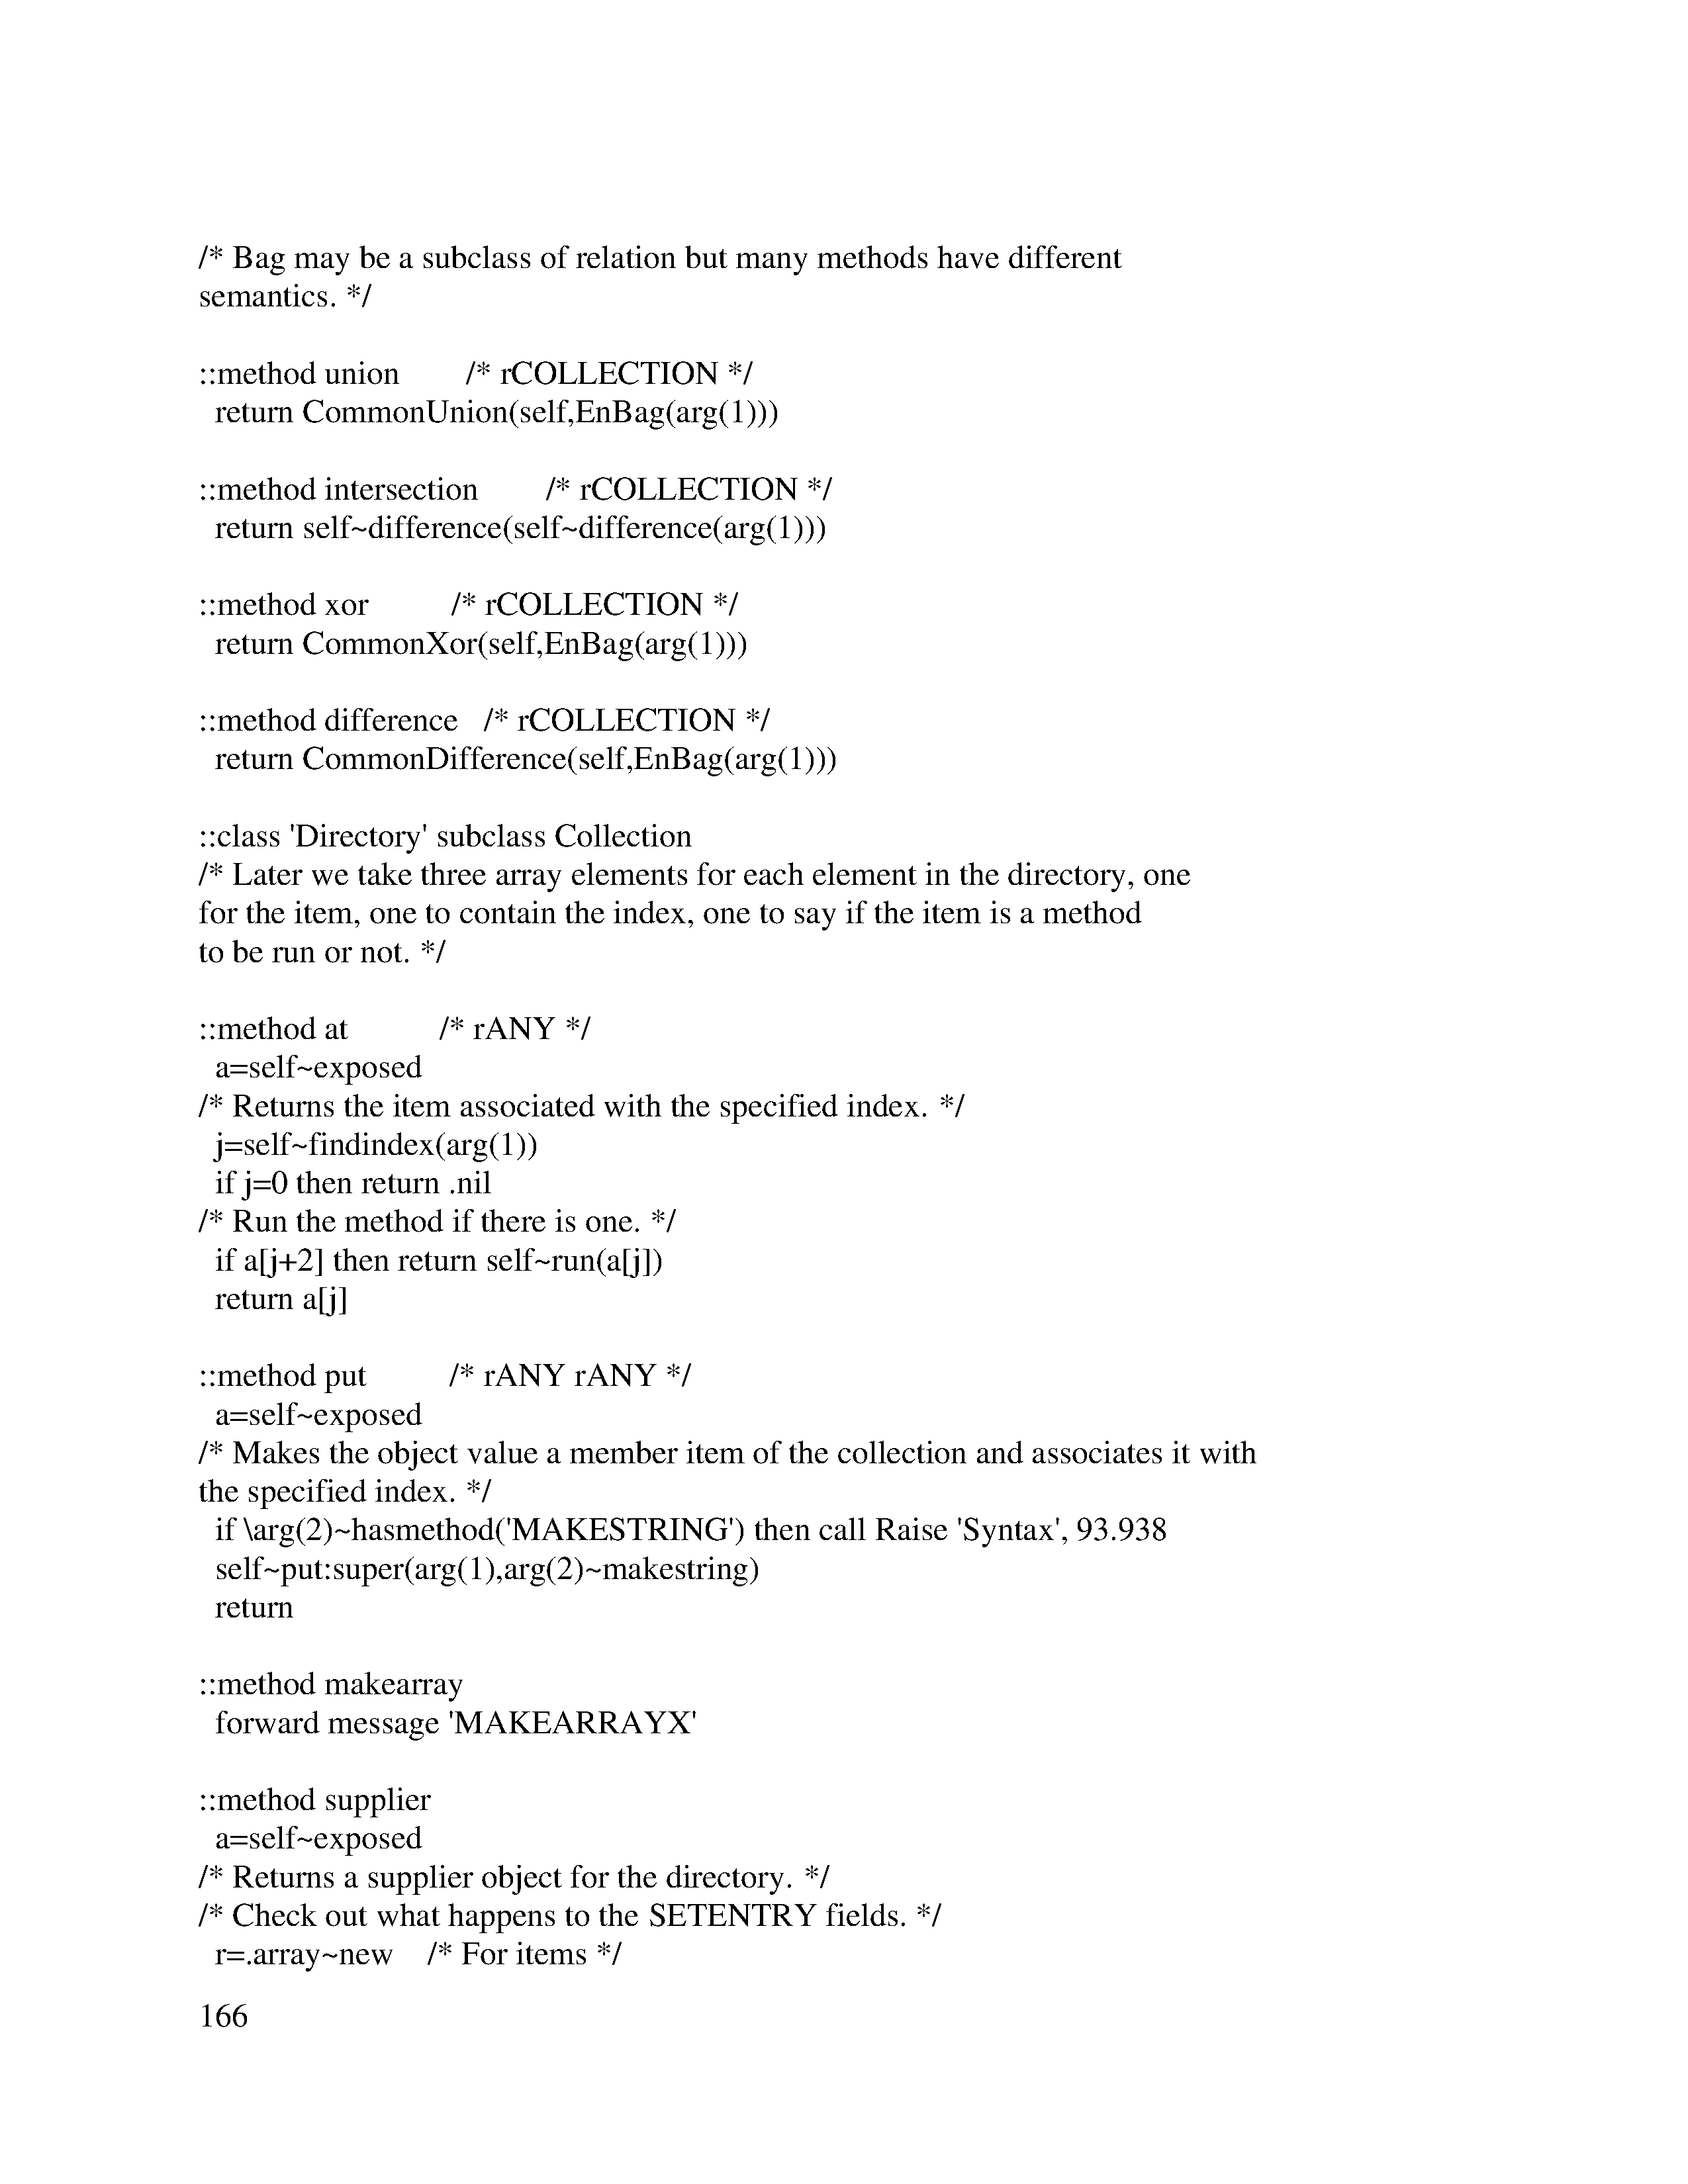 /* Bag may be a subclass of relation but many methods have different
semantics. */

::method union        /* rCOLLECTION */
  return CommonUnion(self,EnBag(arg(1)))

::method intersection        /* rCOLLECTION */
  return self~difference(self~difference(arg(1)))

::method xor          /* rCOLLECTION */
  return CommonXor(self,EnBag(arg(1)))

::method difference   /* rCOLLECTION */
  return CommonDifference(self,EnBag(arg(1)))

::class 'Directory' subclass Collection
/* Later we take three array elements for each element in the directory, one
for the item, one to contain the index, one to say if the item is a method
to be run or not. */

::method at           /* rANY */
  a=self~exposed
/* Returns the item associated with the specified index. */
  j=self~findindex(arg(1))
  if j=0 then return .nil
/* Run the method if there is one. */
  if a[j+2] then return self~run(a[j])
  return a[j]

::method put          /* rANY rANY */
  a=self~exposed
/* Makes the object value a member item of the collection and associates it with
the specified index. */
  if \arg(2)~hasmethod('MAKESTRING') then call Raise 'Syntax', 93.938
  self~put:super(arg(1),arg(2)~makestring)
  return

::method makearray
  forward message 'MAKEARRAYX'

::method supplier
  a=self~exposed
/* Returns a supplier object for the directory. */
/* Check out what happens to the SETENTRY fields. */
  r=.array~new    /* For items */

166